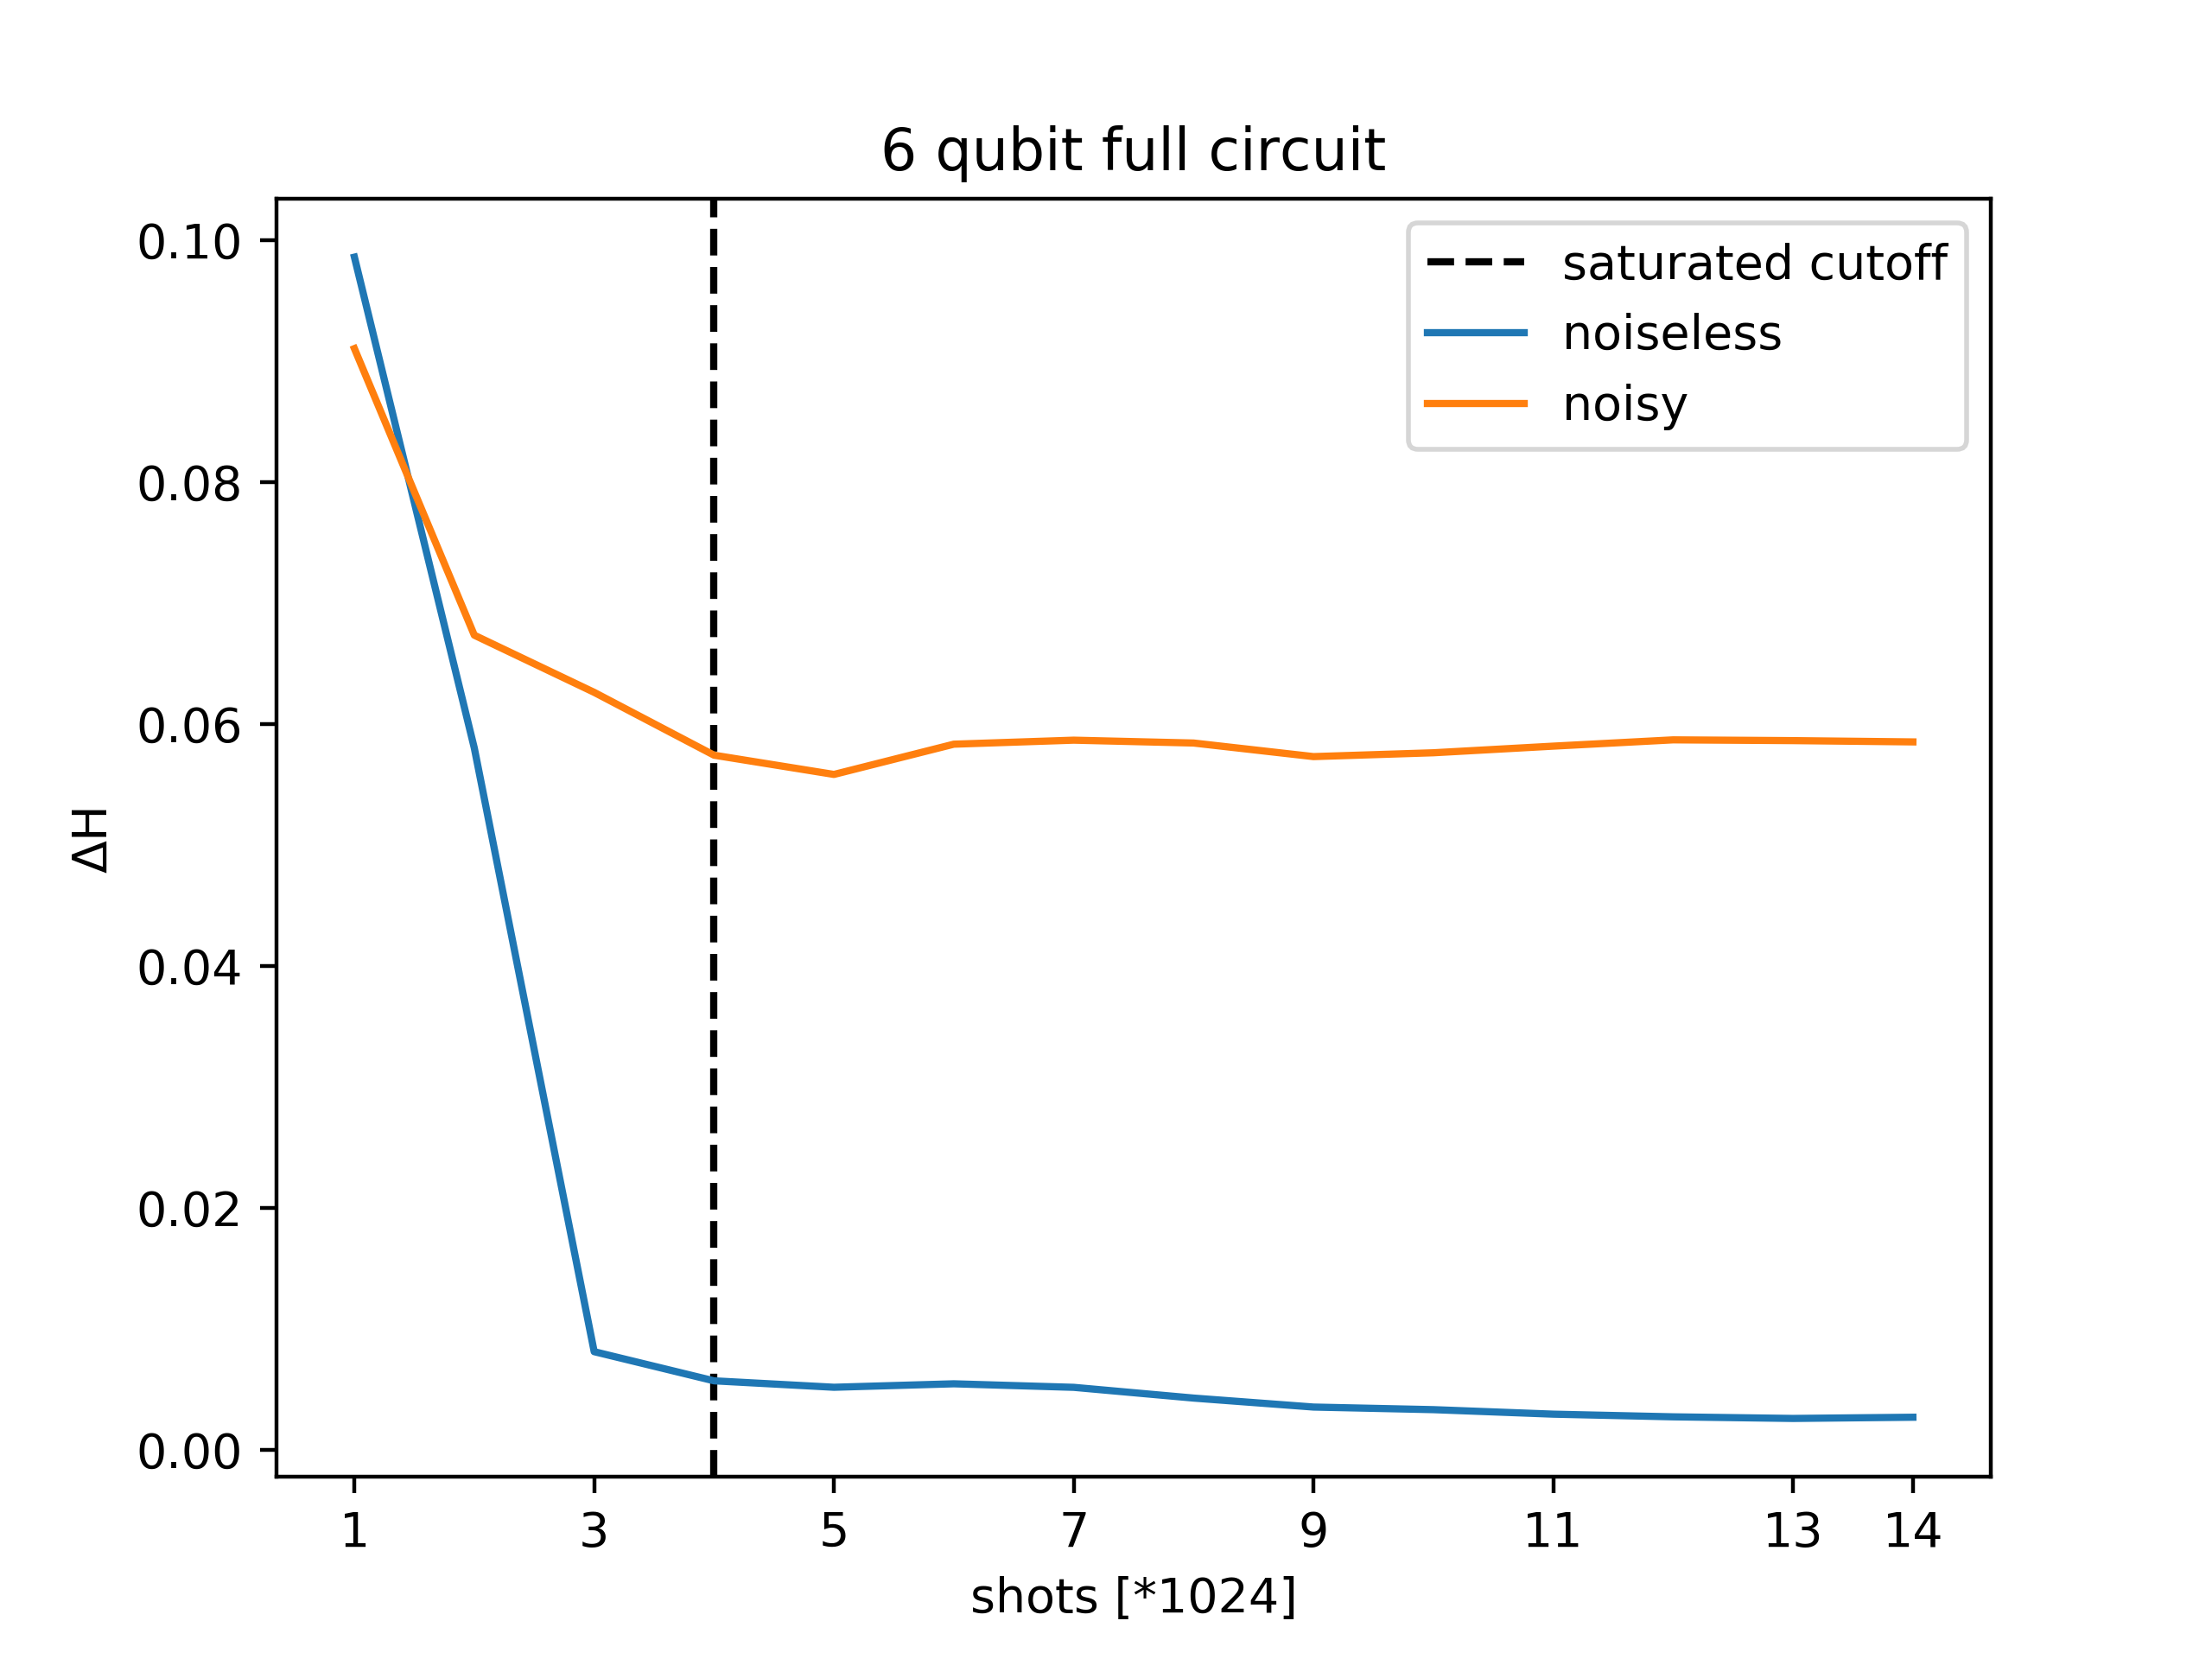 6 qubit full circuit
0.10
0.08
0.06
0.04
0.02
0.00
ΔH
saturated cutoff
noiseless
noisy
1 3 5 7 9 11 13 14
shots [*1024]